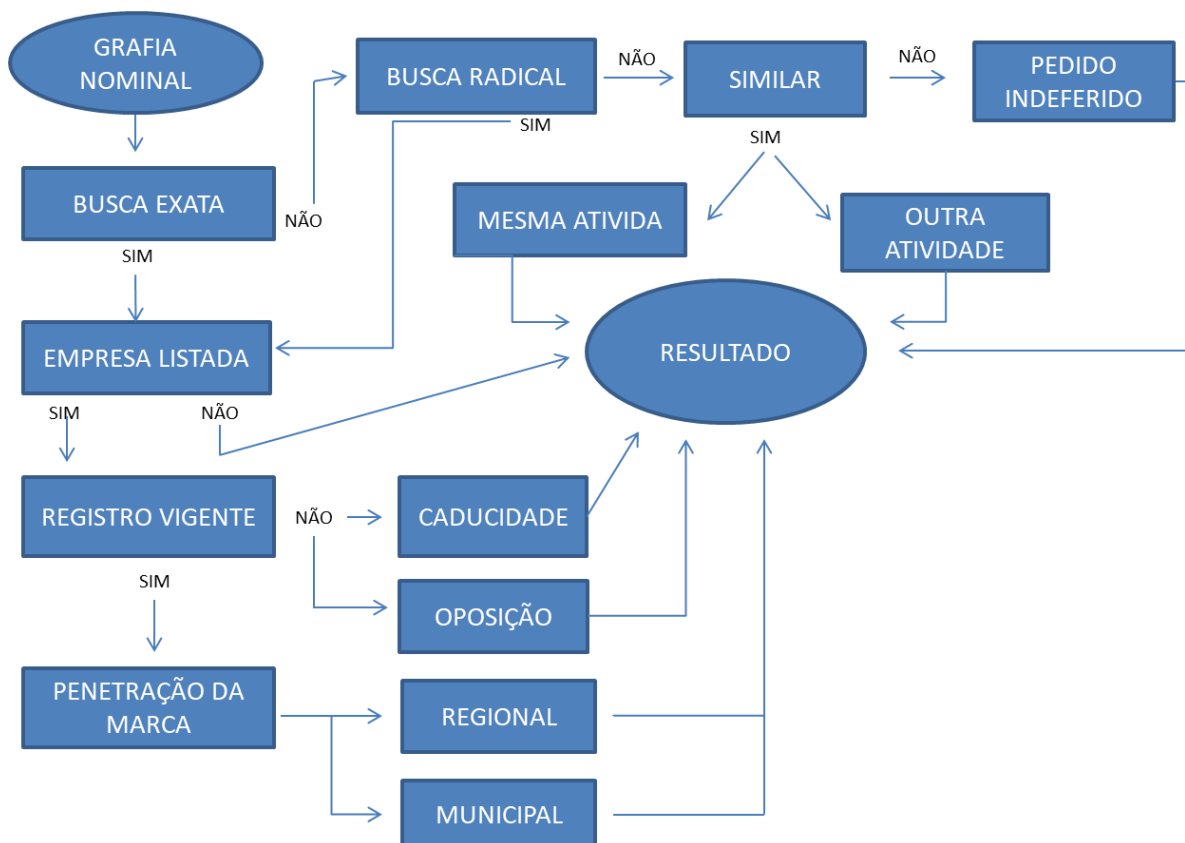 GRAFIA
NOMINAL
BUSCA RADICAL
NÃO
SIMILAR
NÃO
PEDIDO
INDEFERIDO
SIM
SIM
BUSCA EXATA
NÃO
MESMA ATIVIDA
OUTRA
ATIVIDADE
SIM
EMPRESA LISTADA
RESULTADO
SIM
NÃO
REGISTRO VIGENTE
NÃO
CADUCIDADE
SIM
OPOSIÇÃO
PENETRAÇÃO DA
MARCA
REGIONAL
MUNICIPAL